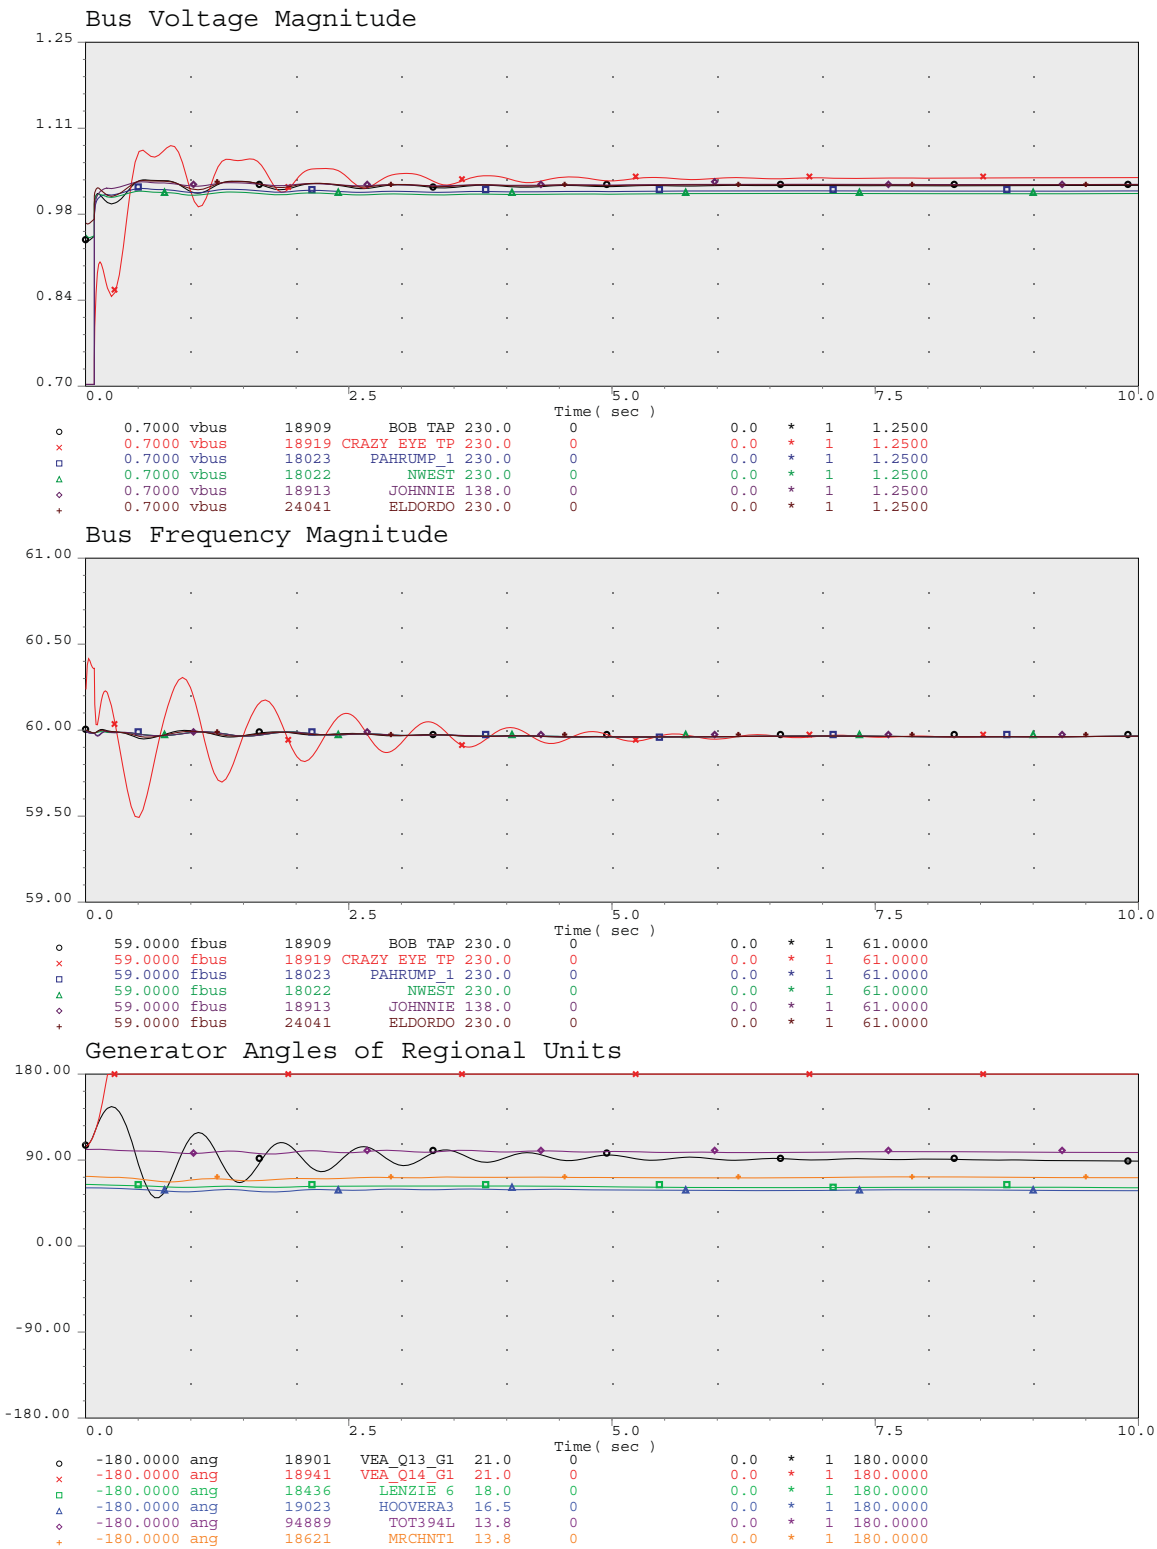 Bus Voltage Magnitude
1.25
1.11
0.98
0.84
0.70
0.0 2.5 5.0 7.5 10.0
Time( sec )
0.7000 vbus 18909 BOB TAP 230.0 0 0.0 * 1 1.2500
0.7000 vbus 18919 CRAZY EYE TP 230.0 0 0.0 * 1 1.2500
0.7000 vbus 18023 PAHRUMP_1 230.0 0 0.0 * 1 1.2500
0.7000 vbus 18022 NWEST 230.0 0 0.0 * 1 1.2500
0.7000 vbus 18913 JOHNNIE 138.0 0 0.0 * 1 1.2500
0.7000 vbus 24041 ELDORDO 230.0 0 0.0 * 1 1.2500
Bus Frequency Magnitude
61.00
60.50
60.00
59.50
59.00
0.0 2.5 5.0 7.5 10.0
Time( sec )
59.0000 fbus 18909 BOB TAP 230.0 0 0.0 * 1 61.0000
59.0000 fbus 18919 CRAZY EYE TP 230.0 0 0.0 * 1 61.0000
59.0000 fbus 18023 PAHRUMP_1 230.0 0 0.0 * 1 61.0000
59.0000 fbus 18022 NWEST 230.0 0 0.0 * 1 61.0000
59.0000 fbus 18913 JOHNNIE 138.0 0 0.0 * 1 61.0000
59.0000 fbus 24041 ELDORDO 230.0 0 0.0 * 1 61.0000
Generator Angles of Regional Units
180.00
90.00
0.00
-90.00
-180.00
0.0 2.5 5.0 7.5 10.0
Time( sec )
-180.0000 ang 18901 VEA_Q13_G1 21.0 0 0.0 * 1 180.0000
-180.0000 ang 18941 VEA_Q14_G1 21.0 0 0.0 * 1 180.0000
-180.0000 ang 18436 LENZIE 6 18.0 0 0.0 * 1 180.0000
-180.0000 ang 19023 HOOVERA3 16.5 0 0.0 * 1 180.0000
-180.0000 ang 94889 TOT394L 13.8 0 0.0 * 1 180.0000
-180.0000 ang 18621 MRCHNT1 13.8 0 0.0 * 1 180.0000